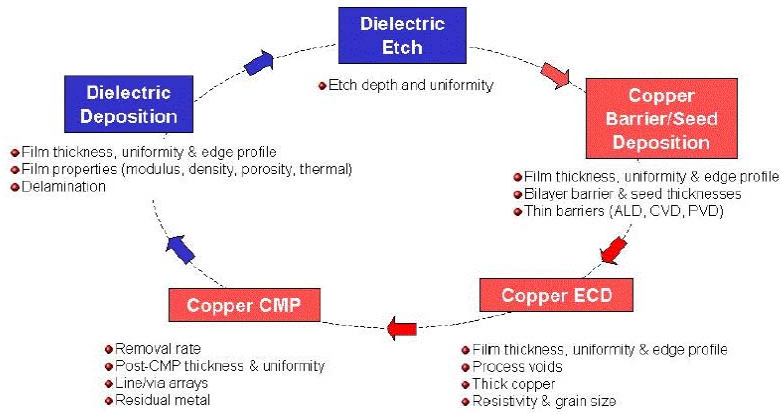 Dielectric
Etch
Etch depth and uniformity
Dielectric
Deposition
Film thickness, uniformity & edge profile
Film properties (modulus, density, porosity, thermal)
Delamination
Copper
Barrier/Seed
Deposition
Film thickness, uniformity & edge profile
Bilayer barrier & seed thicknesses
Thin barriers (ALD, CVD, PVD)
Copper ECD
Film thickness, uniformity & edge profile
Process voids
Thick copper
Resistivity & grain size
Copper CMP
Removal rate
Post-CMP thickness & uniformity
Line/via arrays
Residual metal